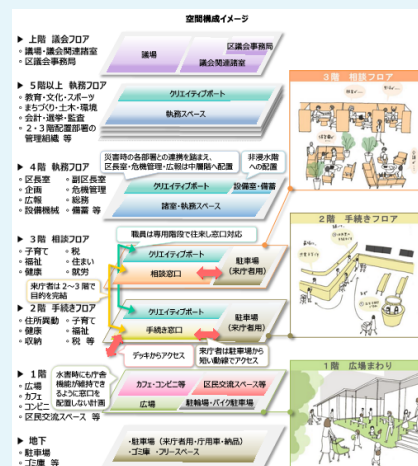 空間構成イメージ
▶ 上階 議会フロア
◦ 議場・議会関連諸室
◦ 区議会事務局
議場
区議会事務局
議会関連諸室
▶ 5階以上 執務フロア
◦ 教育・文化・スポーツ
◦ まちづくり・土木・環境
◦ 会計・選挙・監査
◦ 2・3階配置部署の
管理組織 等
クリエイティブポート
執務スペース
▶ 4階 執務フロア
◦ 区長室 ◦ 副区長室
◦ 企画 ◦ 危機管理
◦ 広報 ◦ 総務
◦ 設備機械 ◦ 備蓄 等
災害時の各部署との連携を踏まえ、
区長室・危機管理・広報は中層階へ配置
非浸水階
への配置
クリエイティブポート
設備室・備蓄
諸室・執務スペース
職員は専用階段で往来し窓口対応
▶ 3階 相談フロア
◦ 子育て ◦ 税
◦ 福祉 ◦ 住まい
◦ 健康 ◦ 就労
クリエイティブポート
相談窓口
駐車場
(来庁者用)
来庁者は2~3階で
目的を完結
▶ 2階 手続きフロア
◦ 住所異動 ◦ 子育て
◦ 健康 ◦ 福祉
◦ 収納 ◦ 税 等
クリエイティブポート
手続き窓口
駐車場
(来庁者用)
デッキからアクセス
来庁者は駐車場から
短い動線でアクセス
▶ 1階
◦ 広場
◦ カフェ
◦ コンビニ
◦ 区民交流スペース 等
水害時にも庁舎
機能が維持でき
るように窓口を
配置しない計画
カフェ・コンビニ等
区民交流スペース等
広場
駐輪場・バイク駐車場
▶ 地下
◦ 駐車場
◦ ゴミ庫 等
・駐車場(来庁者用・庁用車・納品)
・ゴミ庫 ・フリースペース
3階 相談フロア
2階 手続きフロア
1階 広場まわり